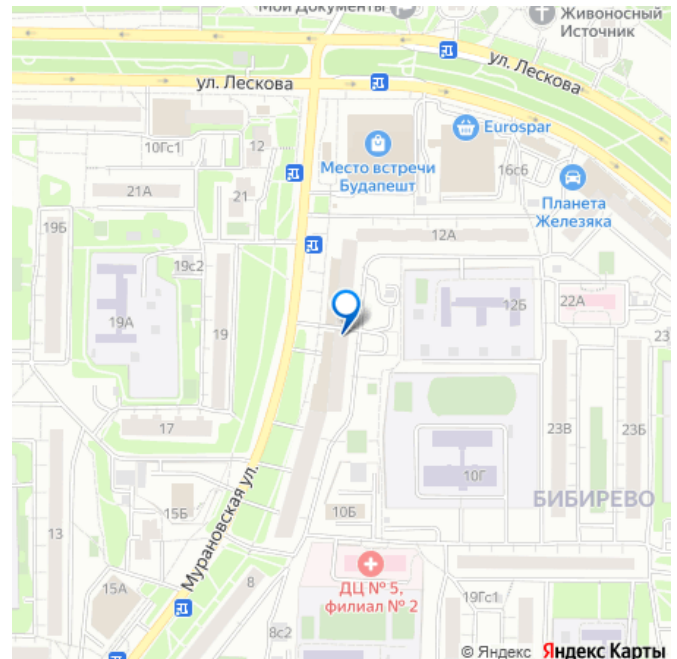 Мои документы
Живоносный
Источник
ул. Лескова
ул. Лескова
10Гс1
12
Место встречи
Будапешт
Eurospar
16с6
Планета
Железяка
21А
21
19Б
12А
19с2
19А
19
12Б
22А
23
17
23В
23Б
10Г
Мурановская ул.
БИБИРЕВО
15Б
10Б
13
15А
8
ДЦ № 5,
филиал № 2
19Гс1
8с2
© Яндекс Яндекс Карты